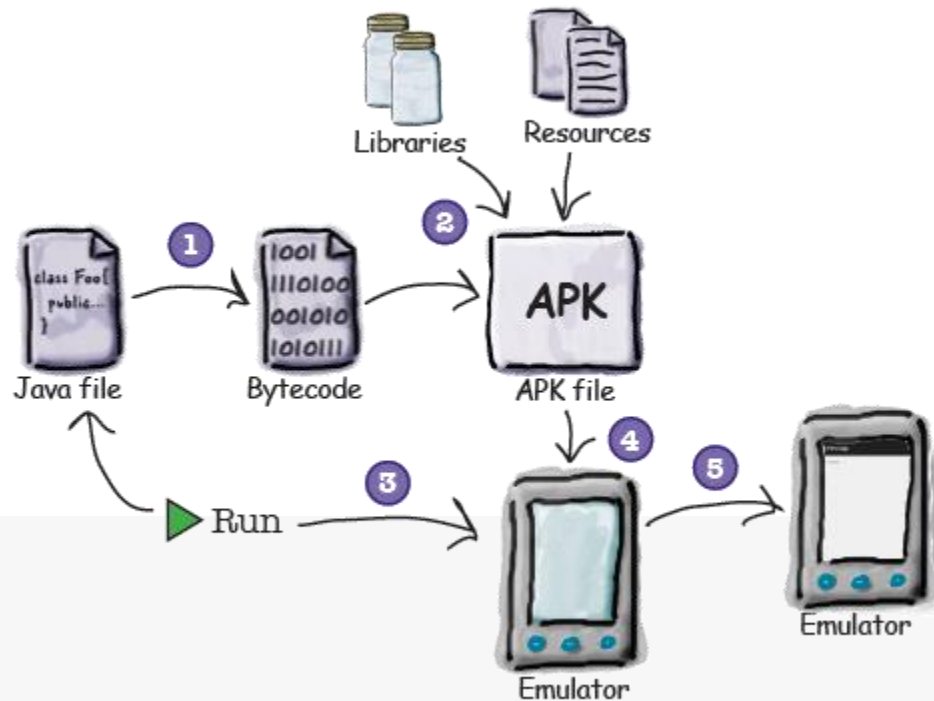 Libraries
Resources
1
2
class Foo{
public...
}
1001
1110100
001010
1010111
APK
Java file
Bytecode
APK file
4
5
3
Run
Emulator
Emulator